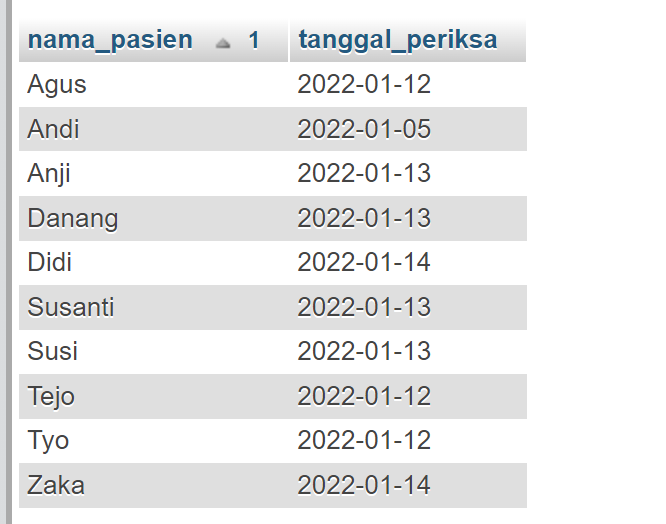 nama_pasien 1 tanggal_periksa
Agus 2022-01-12
Andi 2022-01-05
Anji 2022-01-13
Danang 2022-01-13
Didi 2022-01-14
Susanti 2022-01-13
Susi 2022-01-13
Tejo 2022-01-12
Tyo 2022-01-12
Zaka 2022-01-14